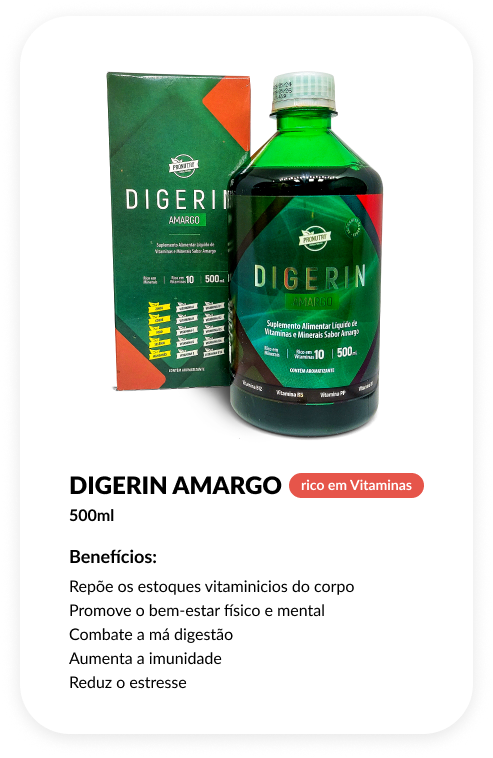 PRONUTRI
DIGERIN
AMARGO
Suplemento Alimentar Líquido de
Vitaminas e Minerais Sabor Amargo
Rico em Minerais
Rico em Vitaminas 10
500mL
CONTÉM AROMATIZANTE
PRONUTRI
DIGERIN
AMARGO
Suplemento Alimentar Líquido de
Vitaminas e Minerais Sabor Amargo
Rico em Minerais
Rico em Vitaminas 10
500mL
CONTÉM AROMATIZANTE
Vitamina B12 Vitamina B5 Vitamina PP
DIGERIN AMARGO rico em Vitaminas
500ml
Benefícios:
Repõe os estoques vitaminicios do corpo
Promove o bem-estar físico e mental
Combate a má digestão
Aumenta a imunidade
Reduz o estresse